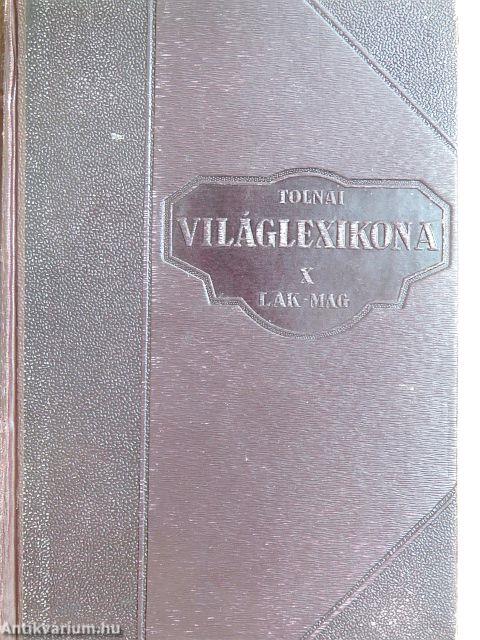 TOLNAI
VILÁGLEXIKONA
X
LAK-MAG
Antikvarium.hu